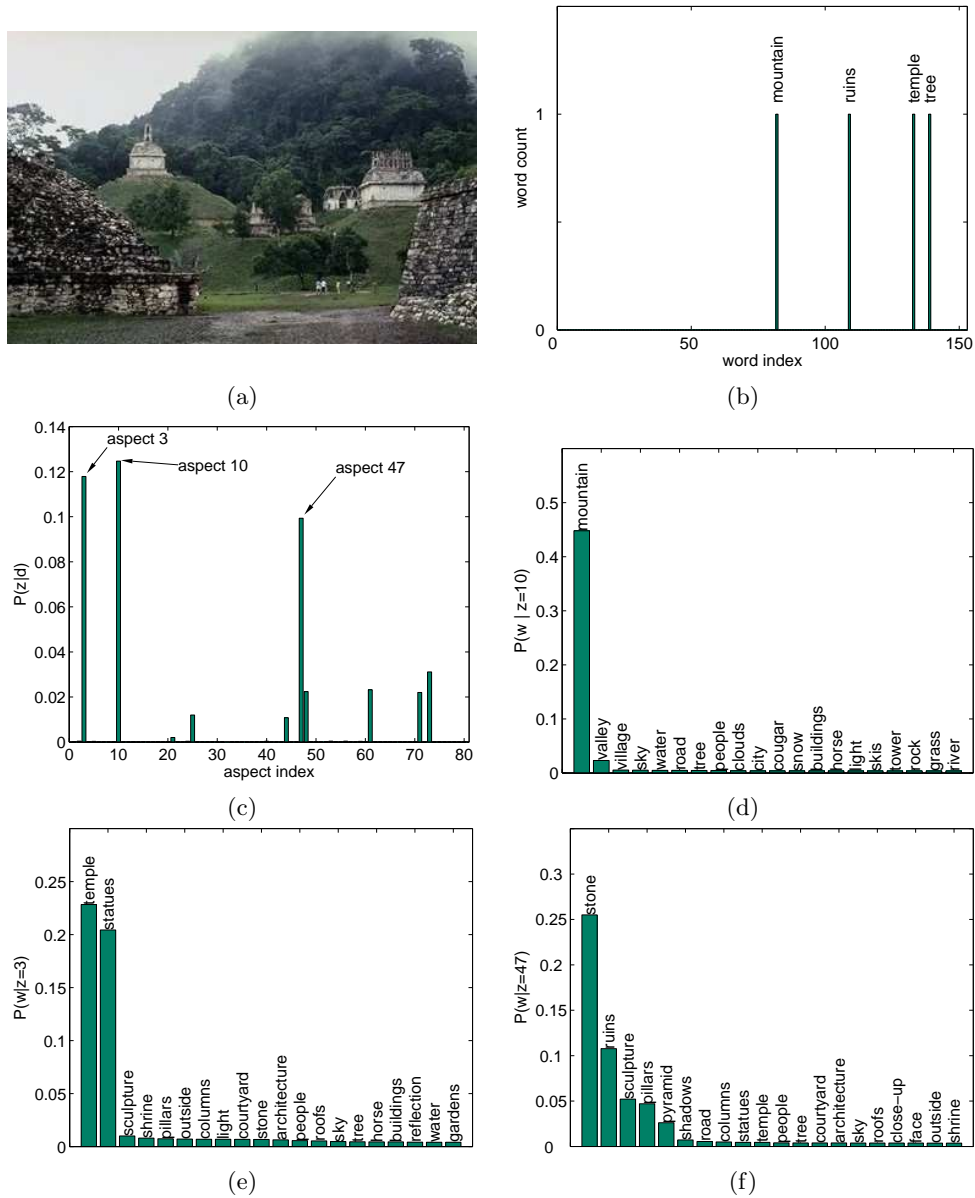 mountain
ruins
temple
tree
1
0
word count
0 50 100 150
word index
(a)
(b)
0.14
0.12
0.1
0.08
0.06
0.04
0.02
0
P(z|d)
aspect 3
aspect 10
aspect 47
0 10 20 30 40 50 60 70 80
aspect index
(c)
0.5
0.4
0.3
0.2
0.1
0
P(w | z=10)
mountain
valley
village
sky
water
road
tree
people
clouds
city
cougar
snow
buildings
horse
light
skis
tower
rock
grass
river
(d)
0.25
0.2
0.15
0.1
0.05
0
P(w|z=3)
temple
statues
sculpture
shrine
pillars
outside
columns
light
courtyard
stone
architecture
people
roofs
sky
tree
horse
buildings
reflection
water
gardens
(e)
0.3
0.25
0.2
0.15
0.1
0.05
0
P(w|z=47)
stone
ruins
sculpture
pillars
pyramid
shadows
road
columns
statues
temple
people
tree
courtyard
architecture
sky
roofs
close-up
face
outside
shrine
(f)